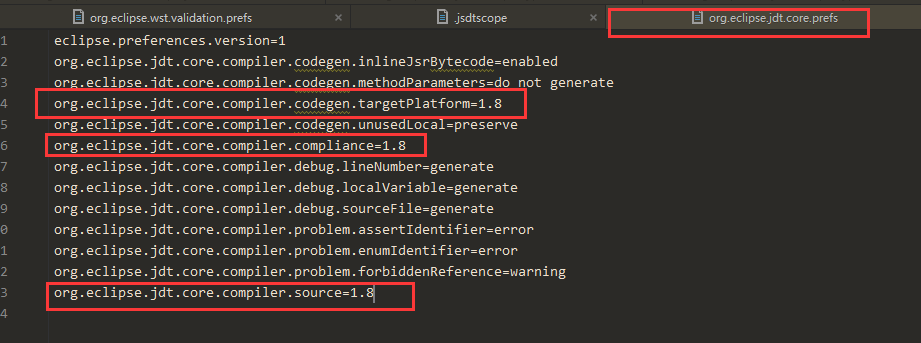 org.eclipse.wst.validation.prefs × .jsdtscope × org.eclipse.jdt.core.prefs
1 eclipse.preferences.version=1
2 org.eclipse.jdt.core.compiler.codegen.inlineJsrBytecode=enabled
3 org.eclipse.jdt.core.compiler.codegen.methodParameters=do not generate
4 org.eclipse.jdt.core.compiler.codegen.targetPlatform=1.8
5 org.eclipse.jdt.core.compiler.codegen.unusedLocal=preserve
6 org.eclipse.jdt.core.compiler.compliance=1.8
7 org.eclipse.jdt.core.compiler.debug.lineNumber=generate
8 org.eclipse.jdt.core.compiler.debug.localVariable=generate
9 org.eclipse.jdt.core.compiler.debug.sourceFile=generate
0 org.eclipse.jdt.core.compiler.problem.assertIdentifier=error
1 org.eclipse.jdt.core.compiler.problem.enumIdentifier=error
2 org.eclipse.jdt.core.compiler.problem.forbiddenReference=warning
3 org.eclipse.jdt.core.compiler.source=1.8
4